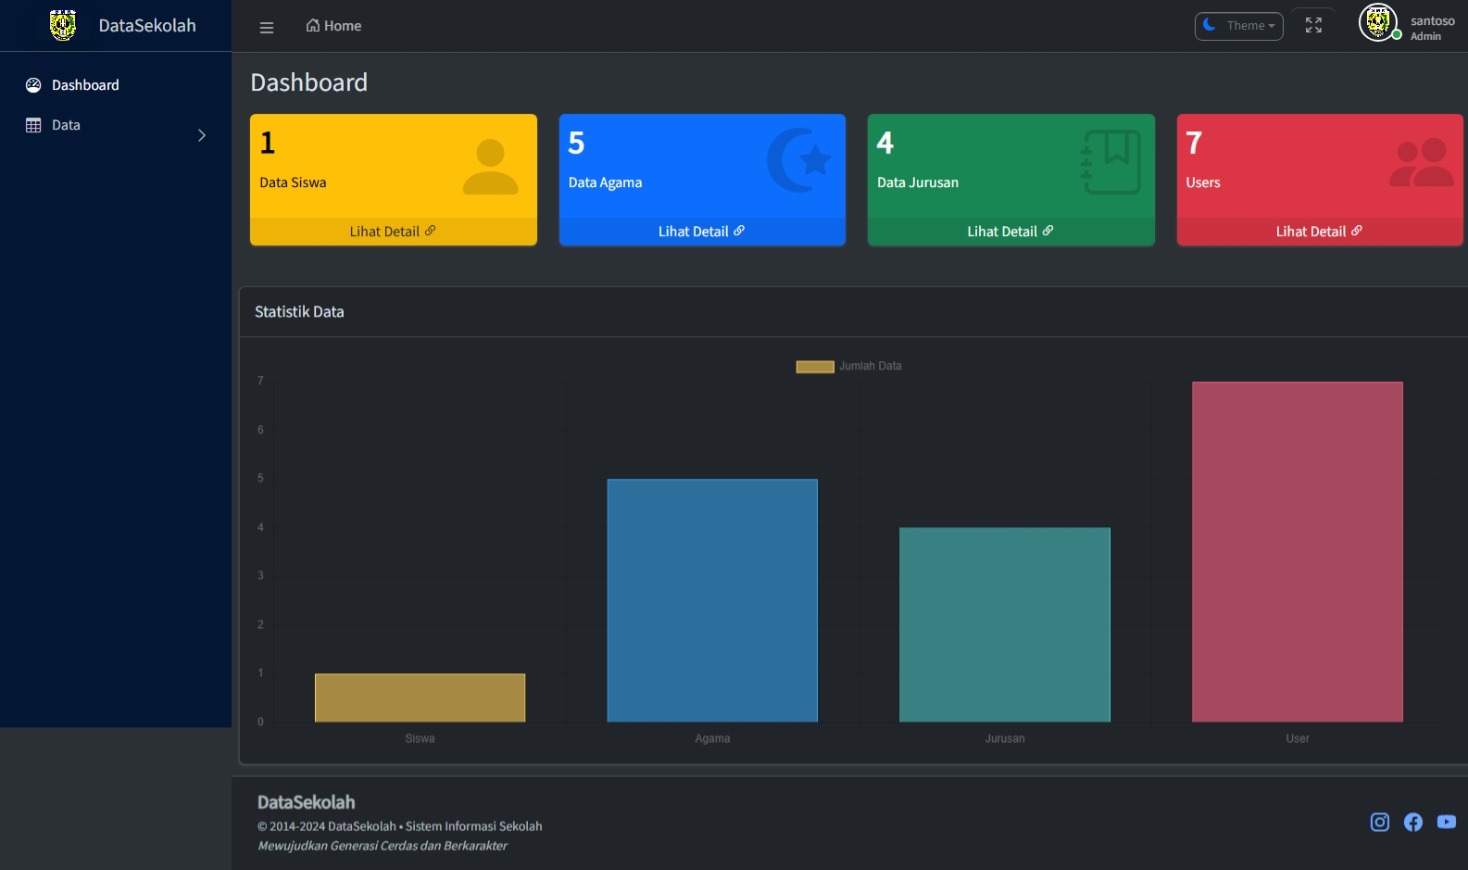 DataSekolah
Home
Theme
santoso
Admin
Dashboard
Data
Dashboard
1
Data Siswa
Lihat Detail
5
Data Agama
Lihat Detail
4
Data Jurusan
Lihat Detail
7
Users
Lihat Detail
Statistik Data
Jumlah Data
7
6
5
4
3
2
1
0
Siswa
Agama
Jurusan
User
DataSekolah
© 2014-2024 DataSekolah • Sistem Informasi Sekolah
Mewujudkan Generasi Cerdas dan Berkarakter